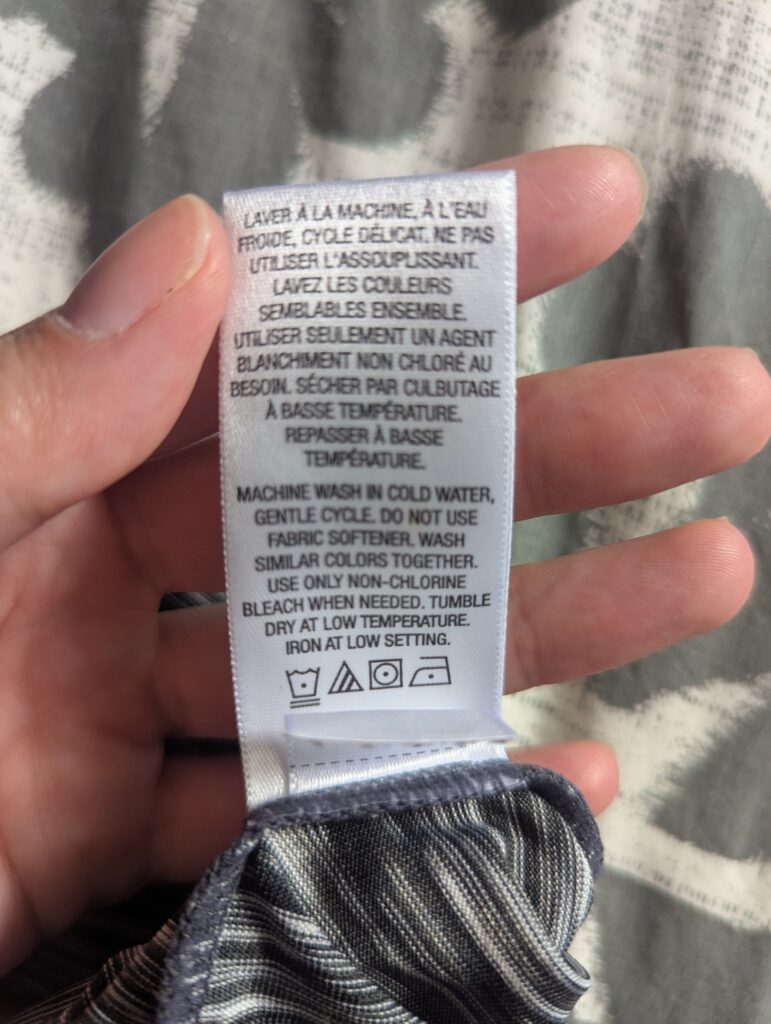 LAVER À LA MACHINE, À L'EAU
FROIDE, CYCLE DÉLICAT. NE PAS
UTILISER L'ASSOUPLISSANT.
LAVEZ LES COULEURS
SEMBLABLES ENSEMBLE.
UTILISER SEULEMENT UN AGENT
BLANCHIMENT NON CHLORÉ AU
BESOIN. SÉCHER PAR CULBUTAGE
À BASSE TEMPÉRATURE.
REPASSER À BASSE
TEMPÉRATURE.
MACHINE WASH IN COLD WATER,
GENTLE CYCLE. DO NOT USE
FABRIC SOFTENER. WASH
SIMILAR COLORS TOGETHER.
USE ONLY NON-CHLORINE
BLEACH WHEN NEEDED. TUMBLE
DRY AT LOW TEMPERATURE.
IRON AT LOW SETTING.